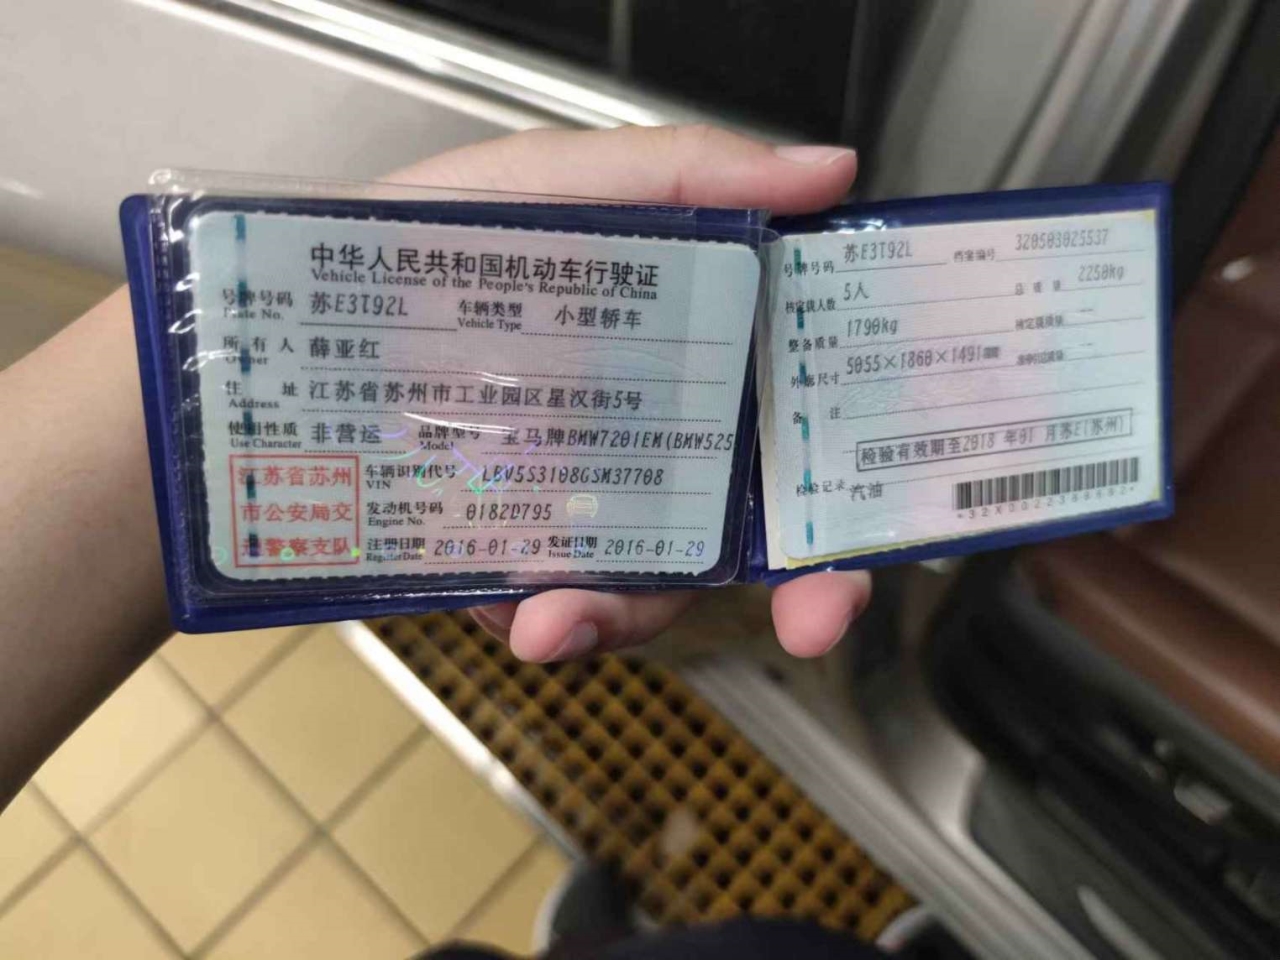 中华人民共和国机动车行驶证
Vehicle License of the People's Republic of China
号牌号码 苏E3T92L 车辆类型 小型轿车
Plate No. Vehicle Type
所有人 薛亚红
Owner
住址 江苏省苏州市工业园区星汉街5号
Address
使用性质 非营运 品牌型号 宝马牌BMW7201EM(BMW525
Use Character Model
江苏省苏州
市公安局交
通警察支队
车辆识别代号 LBV5S3108GSM37708
VIN
发动机号码 0182D795
Engine No.
注册日期 2016-01-29 发证日期 2016-01-29
Register Date Issue Date
号牌号码 苏E3T92L 档案编号 320503025537
核定载人数 5人 总质量 2250kg
整备质量 1790kg 核定载质量 --
外廓尺寸 5055×1860×1491mm --
备注
检验有效期至2018 年01 月苏E(苏州)
检验记录 汽油